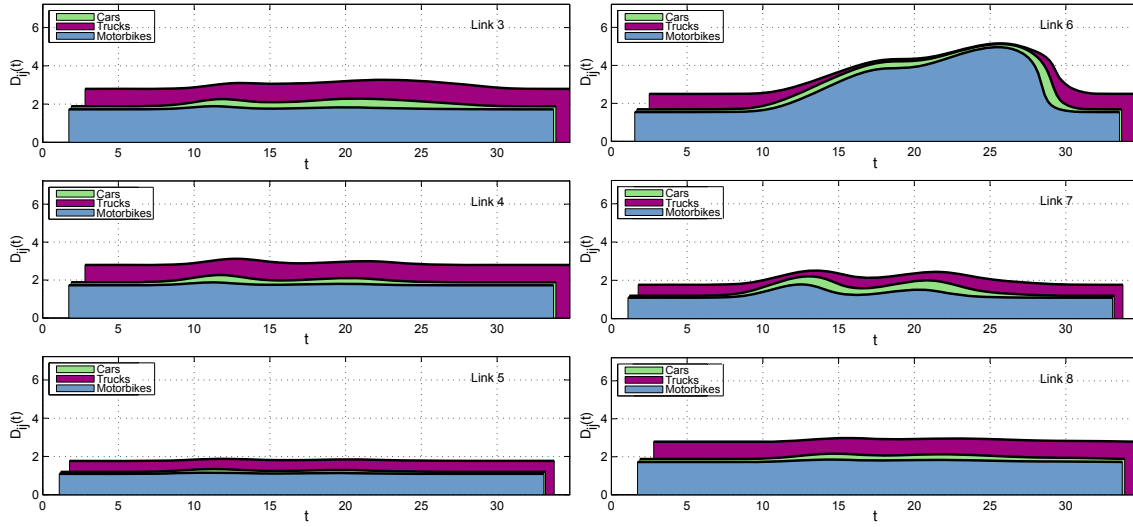 Cars
Trucks
Motorbikes
Link 3
D_ij(t)
6
4
2
0
0 5 10 15 20 25 30
t
Cars
Trucks
Motorbikes
Link 6
D_ij(t)
6
4
2
0
0 5 10 15 20 25 30
t
Cars
Trucks
Motorbikes
Link 4
D_ij(t)
6
4
2
0
0 5 10 15 20 25 30
t
Cars
Trucks
Motorbikes
Link 7
D_ij(t)
6
4
2
0
0 5 10 15 20 25 30
t
Cars
Trucks
Motorbikes
Link 5
D_ij(t)
6
4
2
0
0 5 10 15 20 25 30
t
Cars
Trucks
Motorbikes
Link 8
D_ij(t)
6
4
2
0
0 5 10 15 20 25 30
t